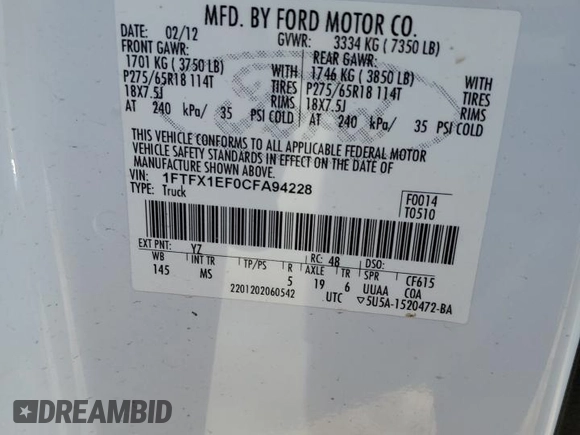 MFD. BY FORD MOTOR CO.
DATE: 02/12 GVWR: 3334 KG ( 7350 LB)
FRONT GAWR: REAR GAWR:
1701 KG ( 3750 LB) WITH 1746 KG ( 3850 LB) WITH
P275/65R18 114T TIRES P275/65R18 114T TIRES
18X7.5J RIMS 18X7.5J RIMS
AT 240 kPa/ 35 PSI COLD AT 240 kPa/ 35 PSI COLD
THIS VEHICLE CONFORMS TO ALL APPLICABLE FEDERAL MOTOR
VEHICLE SAFETY STANDARDS IN EFFECT ON THE DATE OF
MANUFACTURE SHOWN ABOVE.
VIN: 1FTFX1EF0CFA94228
TYPE: Truck
F0014
T0510
EXT PNT: YZ RC: 48 DSO:
WB INT TR TP/PS R AXLE TR SPR CF615
145 MS 5 19 6 UUAA COA
2201202060542 UTC ▽5U5A-1520472-BA
Ford
DREAMBID